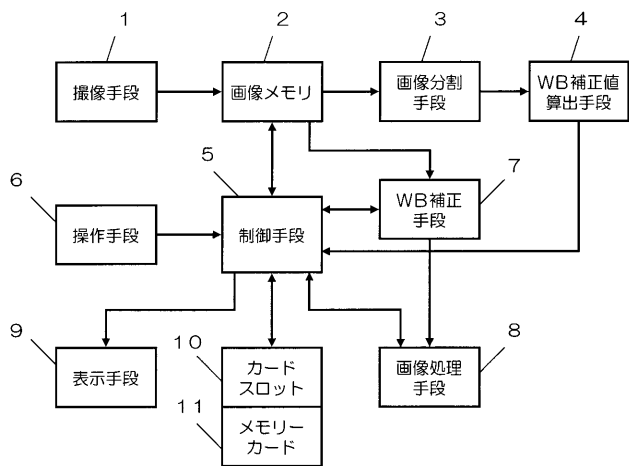 1
2
3
4
撮像手段
画像メモリ
画像分割
手段
WB補正値
算出手段
5
6
7
操作手段
制御手段
WB補正
手段
8
9
10
11
表示手段
カード
スロット
メモリー
カード
画像処理
手段